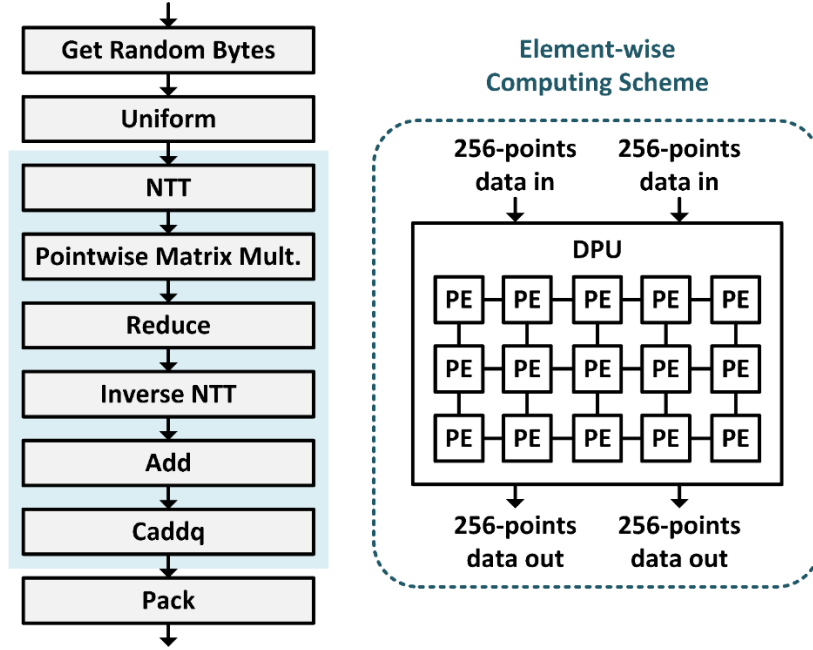 Get Random Bytes
Uniform
NTT
Pointwise Matrix Mult.
Reduce
Inverse NTT
Add
Caddq
Pack
Element-wise
Computing Scheme
256-points 256-points
data in data in
DPU
PE PE PE PE PE
PE PE PE PE PE
PE PE PE PE PE
256-points 256-points
data out data out